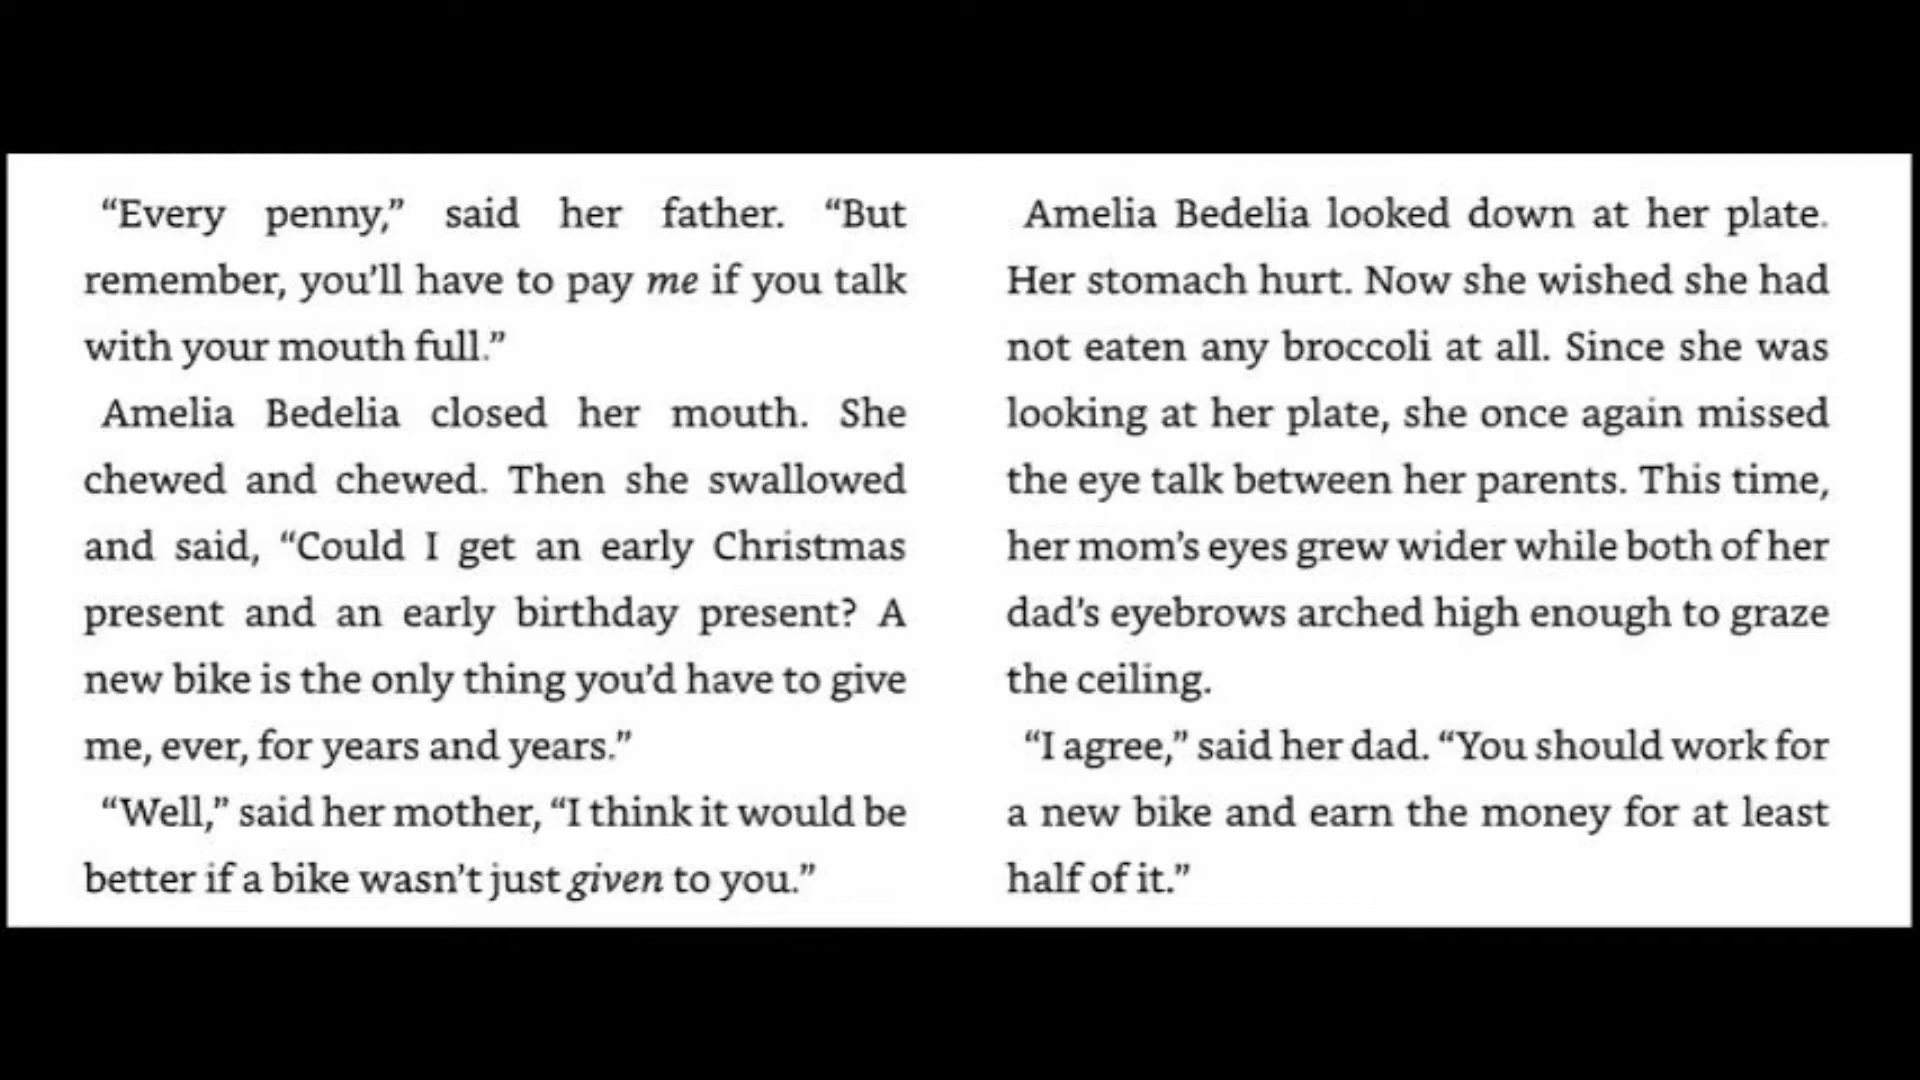 “Every penny,” said her father. “But
remember, you’ll have to pay me if you talk
with your mouth full.”
Amelia Bedelia closed her mouth. She
chewed and chewed. Then she swallowed
and said, “Could I get an early Christmas
present and an early birthday present? A
new bike is the only thing you’d have to give
me, ever, for years and years.”
“Well,” said her mother, “I think it would be
better if a bike wasn’t just given to you.”
Amelia Bedelia looked down at her plate.
Her stomach hurt. Now she wished she had
not eaten any broccoli at all. Since she was
looking at her plate, she once again missed
the eye talk between her parents. This time,
her mom’s eyes grew wider while both of her
dad’s eyebrows arched high enough to graze
the ceiling.
“I agree,” said her dad. “You should work for
a new bike and earn the money for at least
half of it.”